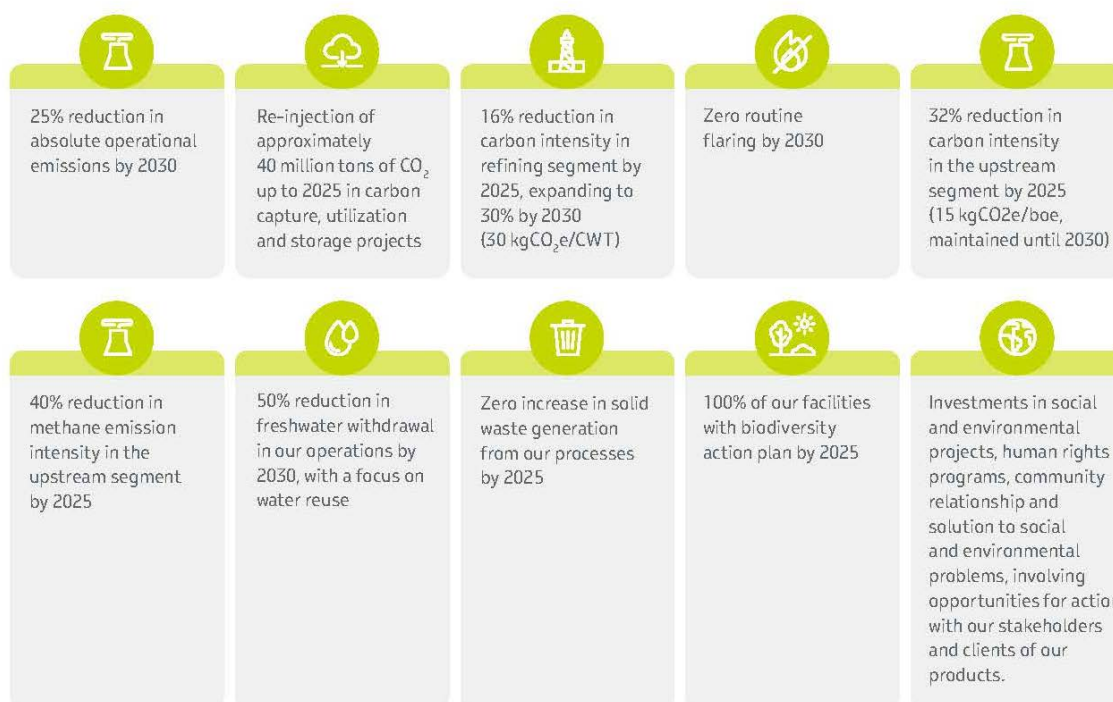 25% reduction in
absolute operational
emissions by 2030
Re-injection of
approximately
40 million tons of CO₂
up to 2025 in carbon
capture, utilization
and storage projects
16% reduction in
carbon intensity in
refining segment by
2025, expanding to
30% by 2030
(30 kgCO₂e/CWT)
Zero routine
flaring by 2030
32% reduction in
carbon intensity
in the upstream
segment by 2025
(15 kgCO2e/boe,
maintained until 2030)
40% reduction in
methane emission
intensity in the
upstream segment
by 2025
50% reduction in
freshwater withdrawal
in our operations by
2030, with a focus on
water reuse
Zero increase in solid
waste generation
from our processes
by 2025
100% of our facilities
with biodiversity
action plan by 2025
Investments in social
and environmental
projects, human rights
programs, community
relationship and
solution to social
and environmental
problems, involving
opportunities for action
with our stakeholders
and clients of our
products.